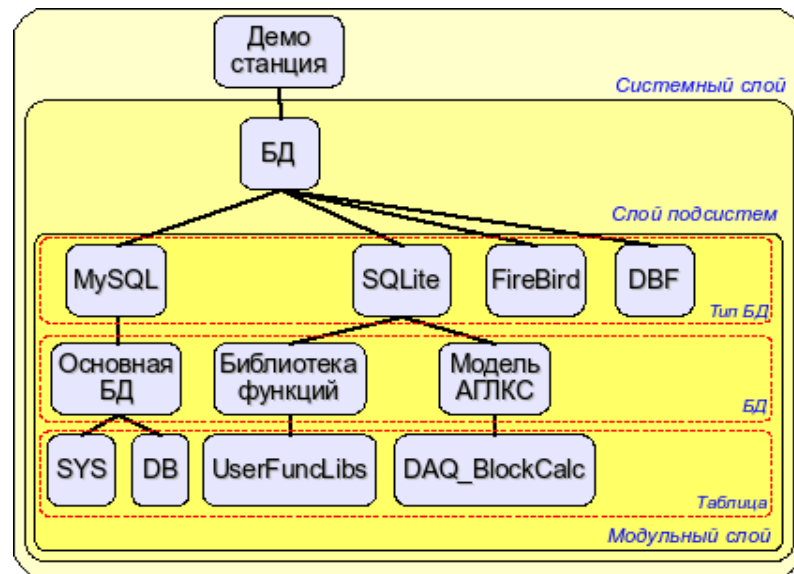 Демо
станция
Системный слой
БД
Слой подсистем
MySQL
SQLite
FireBird
DBF
Тип БД
Основная
БД
Библиотека
функций
Модель
АГЛКС
БД
SYS
DB
UserFuncLibs
DAQ_BlockCalc
Таблица
Модульный слой